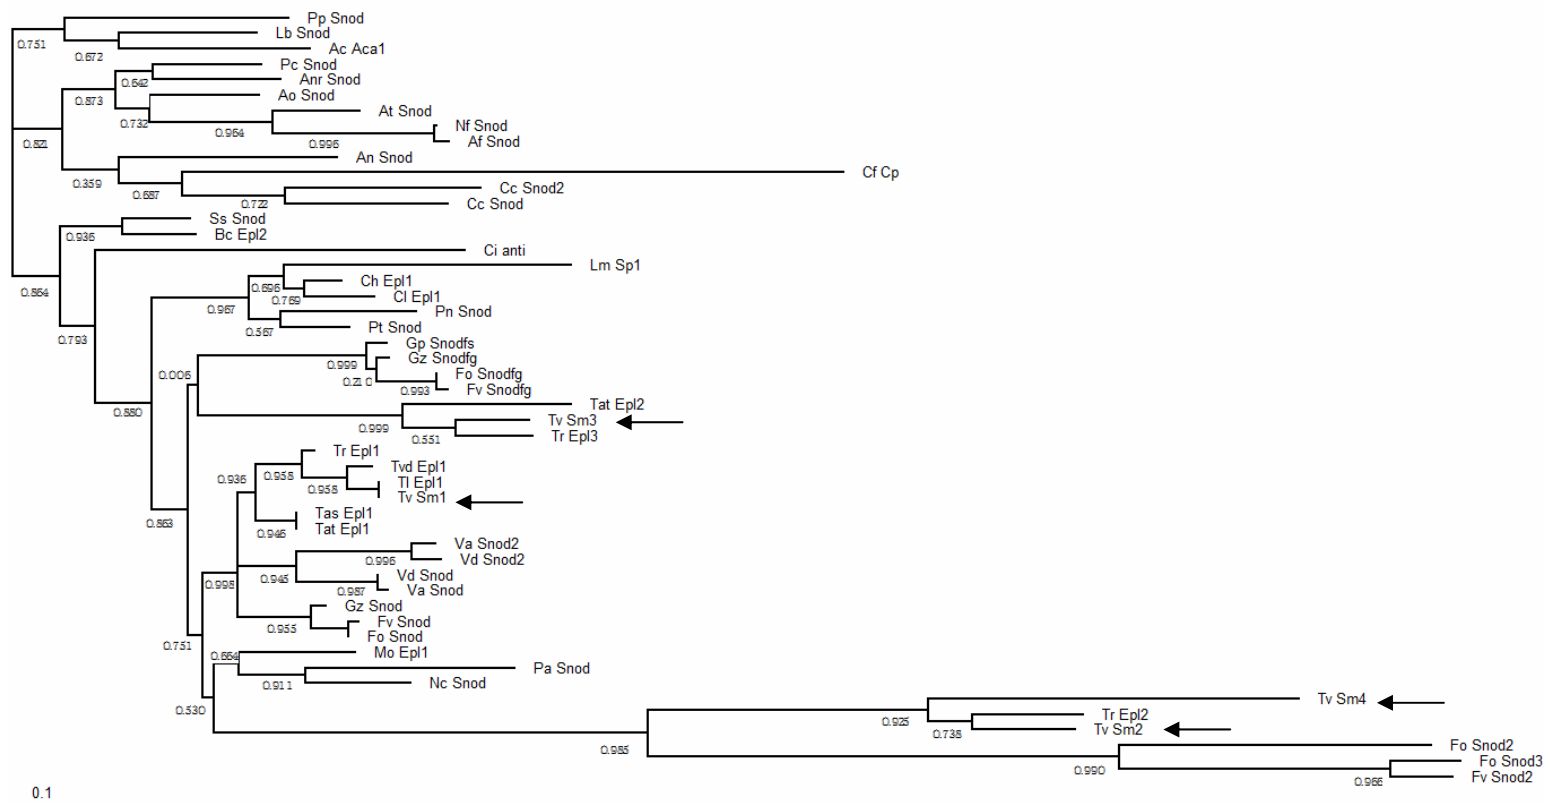 Pp Snod
Lb Snod
0.751
Ac Aca1
0.672
Pc Snod
Anr Snod
0.642
Ao Snod
0.873
At Snod
0.732
Nf Snod
0.964
Af Snod
0.996
0.821
An Snod
Cf Cp
0.359
Cc Snod2
0.687
Cc Snod
0.722
Ss Snod
Bc Epl2
0.936
Ci anti
Lm Sp1
Ch Epl1
0.696
0.864
Cl Epl1
0.769
0.967
Pn Snod
Pt Snod
0.567
0.793
Gp Snodfs
Gz Snodfg
0.999
Fo Snodfg
0.006
0.210
Fv Snodfg
0.993
Tat Epl2
0.880
Tv Sm3
0.999
Tr Epl3
0.551
Tr Epl1
Tvd Epl1
0.936
0.958
Tl Epl1
0.958
Tv Sm1
Tas Epl1
0.863
Tat Epl1
0.946
Va Snod2
Vd Snod2
0.996
Vd Snod
0.998
0.945
Va Snod
0.987
Gz Snod
Fv Snod
0.955
Fo Snod
0.751
Mo Epl1
0.664
Pa Snod
Nc Snod
0.911
Tv Sm4
0.530
Tr Epl2
0.925
Tv Sm2
0.738
Fo Snod2
0.985
Fo Snod3
0.990
Fv Snod2
0.966
0.1